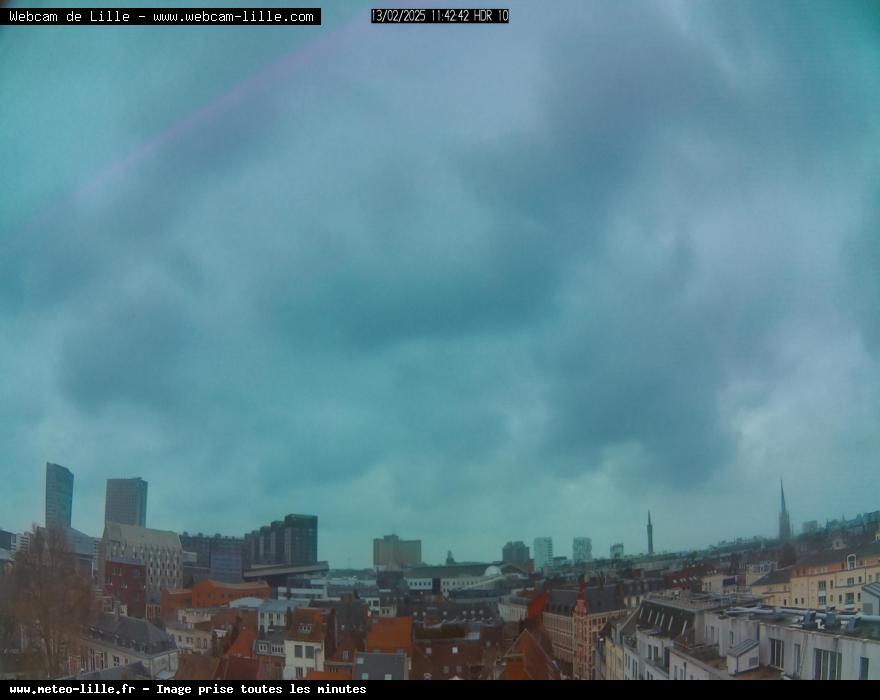 Webcam de Lille - www.webcam-lille.com
13/02/2025 11:42:42 HDR 10
www.meteo-lille.fr - Image prise toutes les minutes